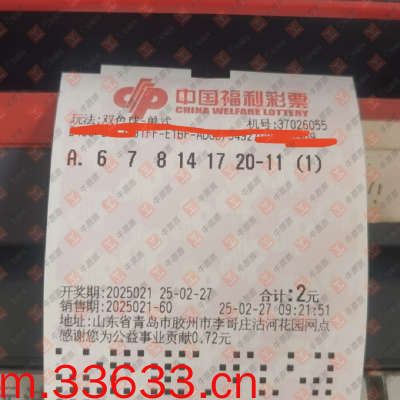 中国福利彩票
CHINA WELFARE LOTTERY
玩法:双色球-单式 机号:37026055
A. 6 7 8 14 17 20-11 (1)
开奖期:2025021 25-02-27 合计:2元
销售期:2025021-60 25-02-27 09:21:51
地址:山东省青岛市胶州市李哥庄沽河花园网点
感谢您为公益事业贡献0.72元
m.33633.cn